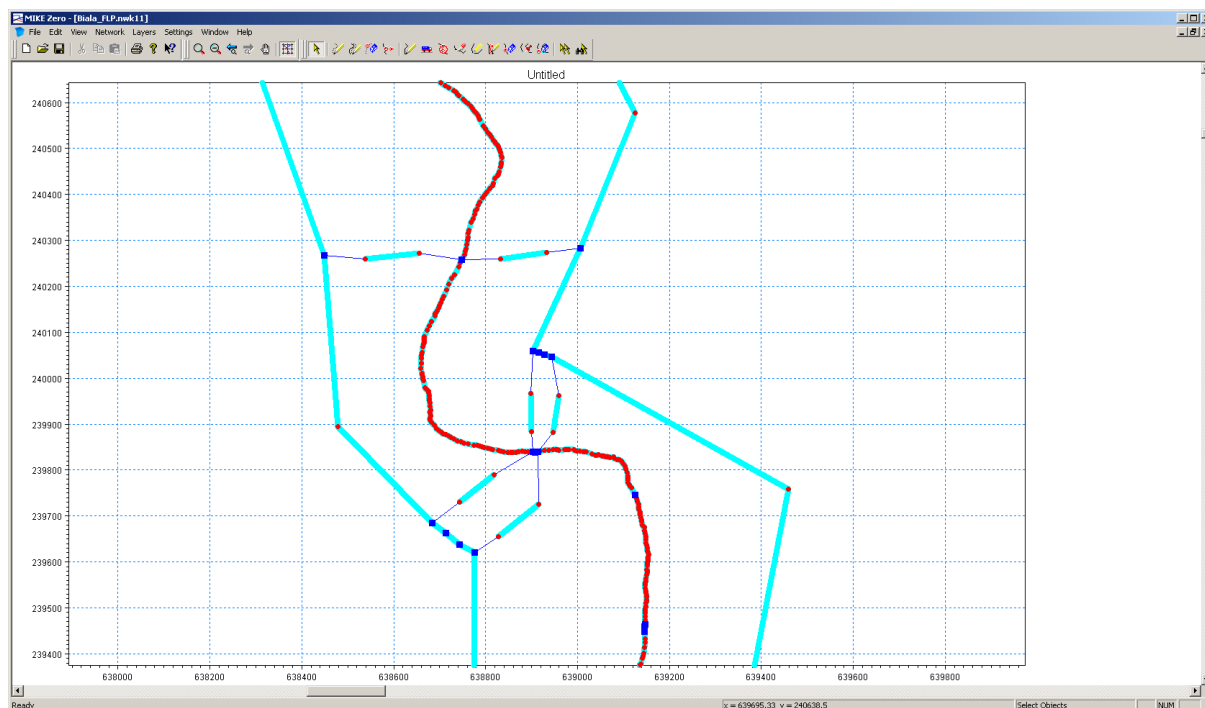 MIKE Zero - [Biala_FLP.nwk11]
File Edit View Network Layers Settings Window Help
Untitled
240600
240500
240400
240300
240200
240100
240000
239900
239800
239700
239600
239500
239400
638000 638200 638400 638600 638800 639000 639200 639400 639600 639800
Ready x = 639695.33 y = 240638.5 Select Objects NUM